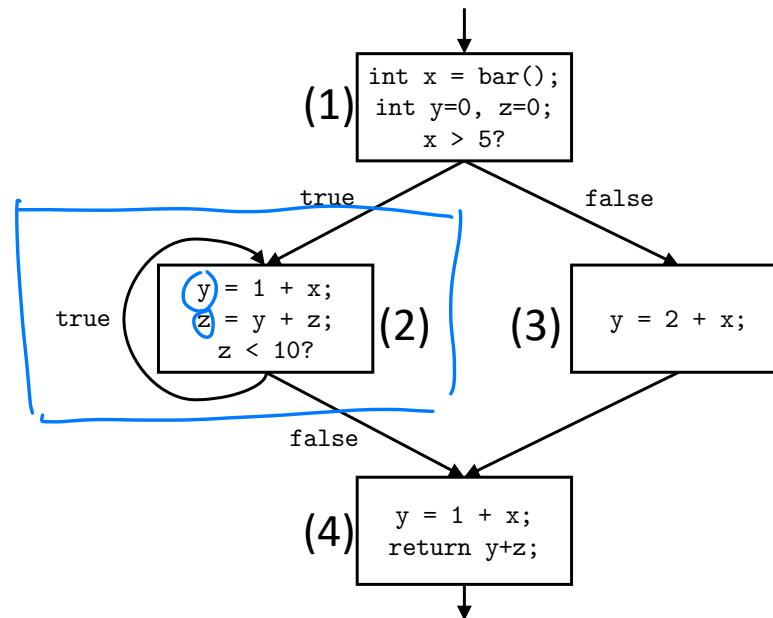 (1)
int x = bar();
int y=0, z=0;
x > 5?
true
false
true
y = 1 + x;
z = y + z;
z < 10?
(2)
(3)
y = 2 + x;
false
(4)
y = 1 + x;
return y+z;